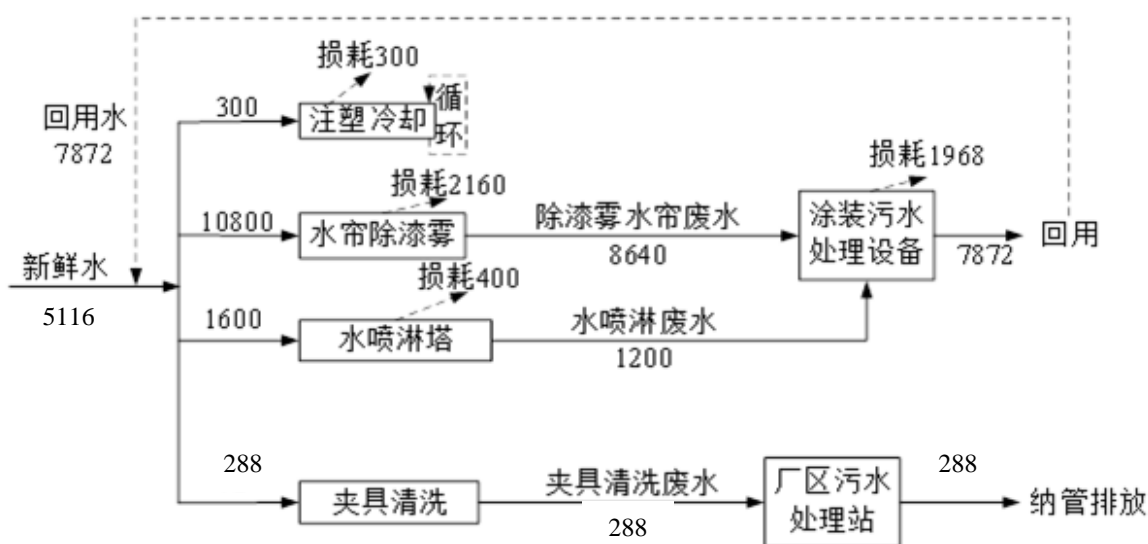 损耗300
300
注塑冷却
循
环
回用水
7872
损耗2160
10800
水帘除漆雾
除漆雾水帘废水
8640
损耗1968
涂装污水
处理设备
7872
回用
新鲜水
5116
损耗400
1600
水喷淋塔
水喷淋废水
1200
288
夹具清洗
夹具清洗废水
288
厂区污水
处理站
288
纳管排放